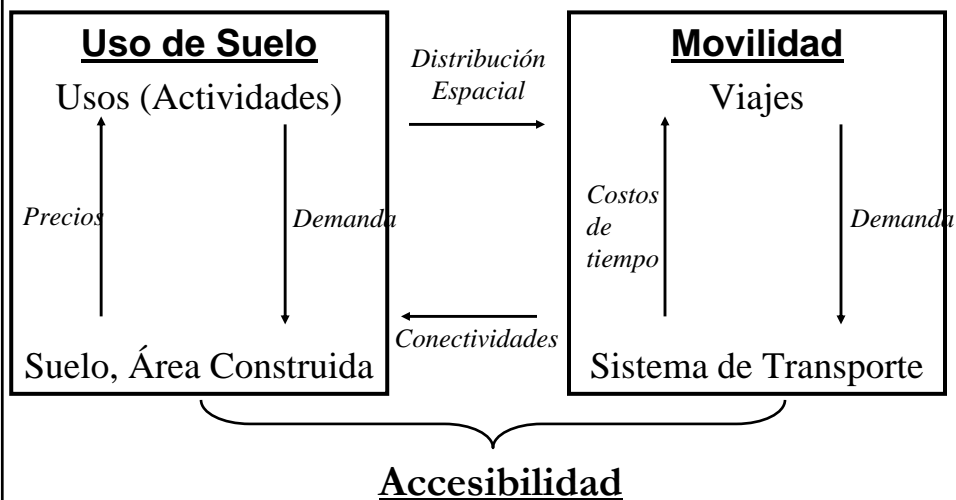 Uso de Suelo
Usos (Actividades)
Precios
Demanda
Suelo, Área Construida
Distribución
Espacial
Conectividades
Movilidad
Viajes
Costos
de
tiempo
Demanda
Sistema de Transporte
Accesibilidad